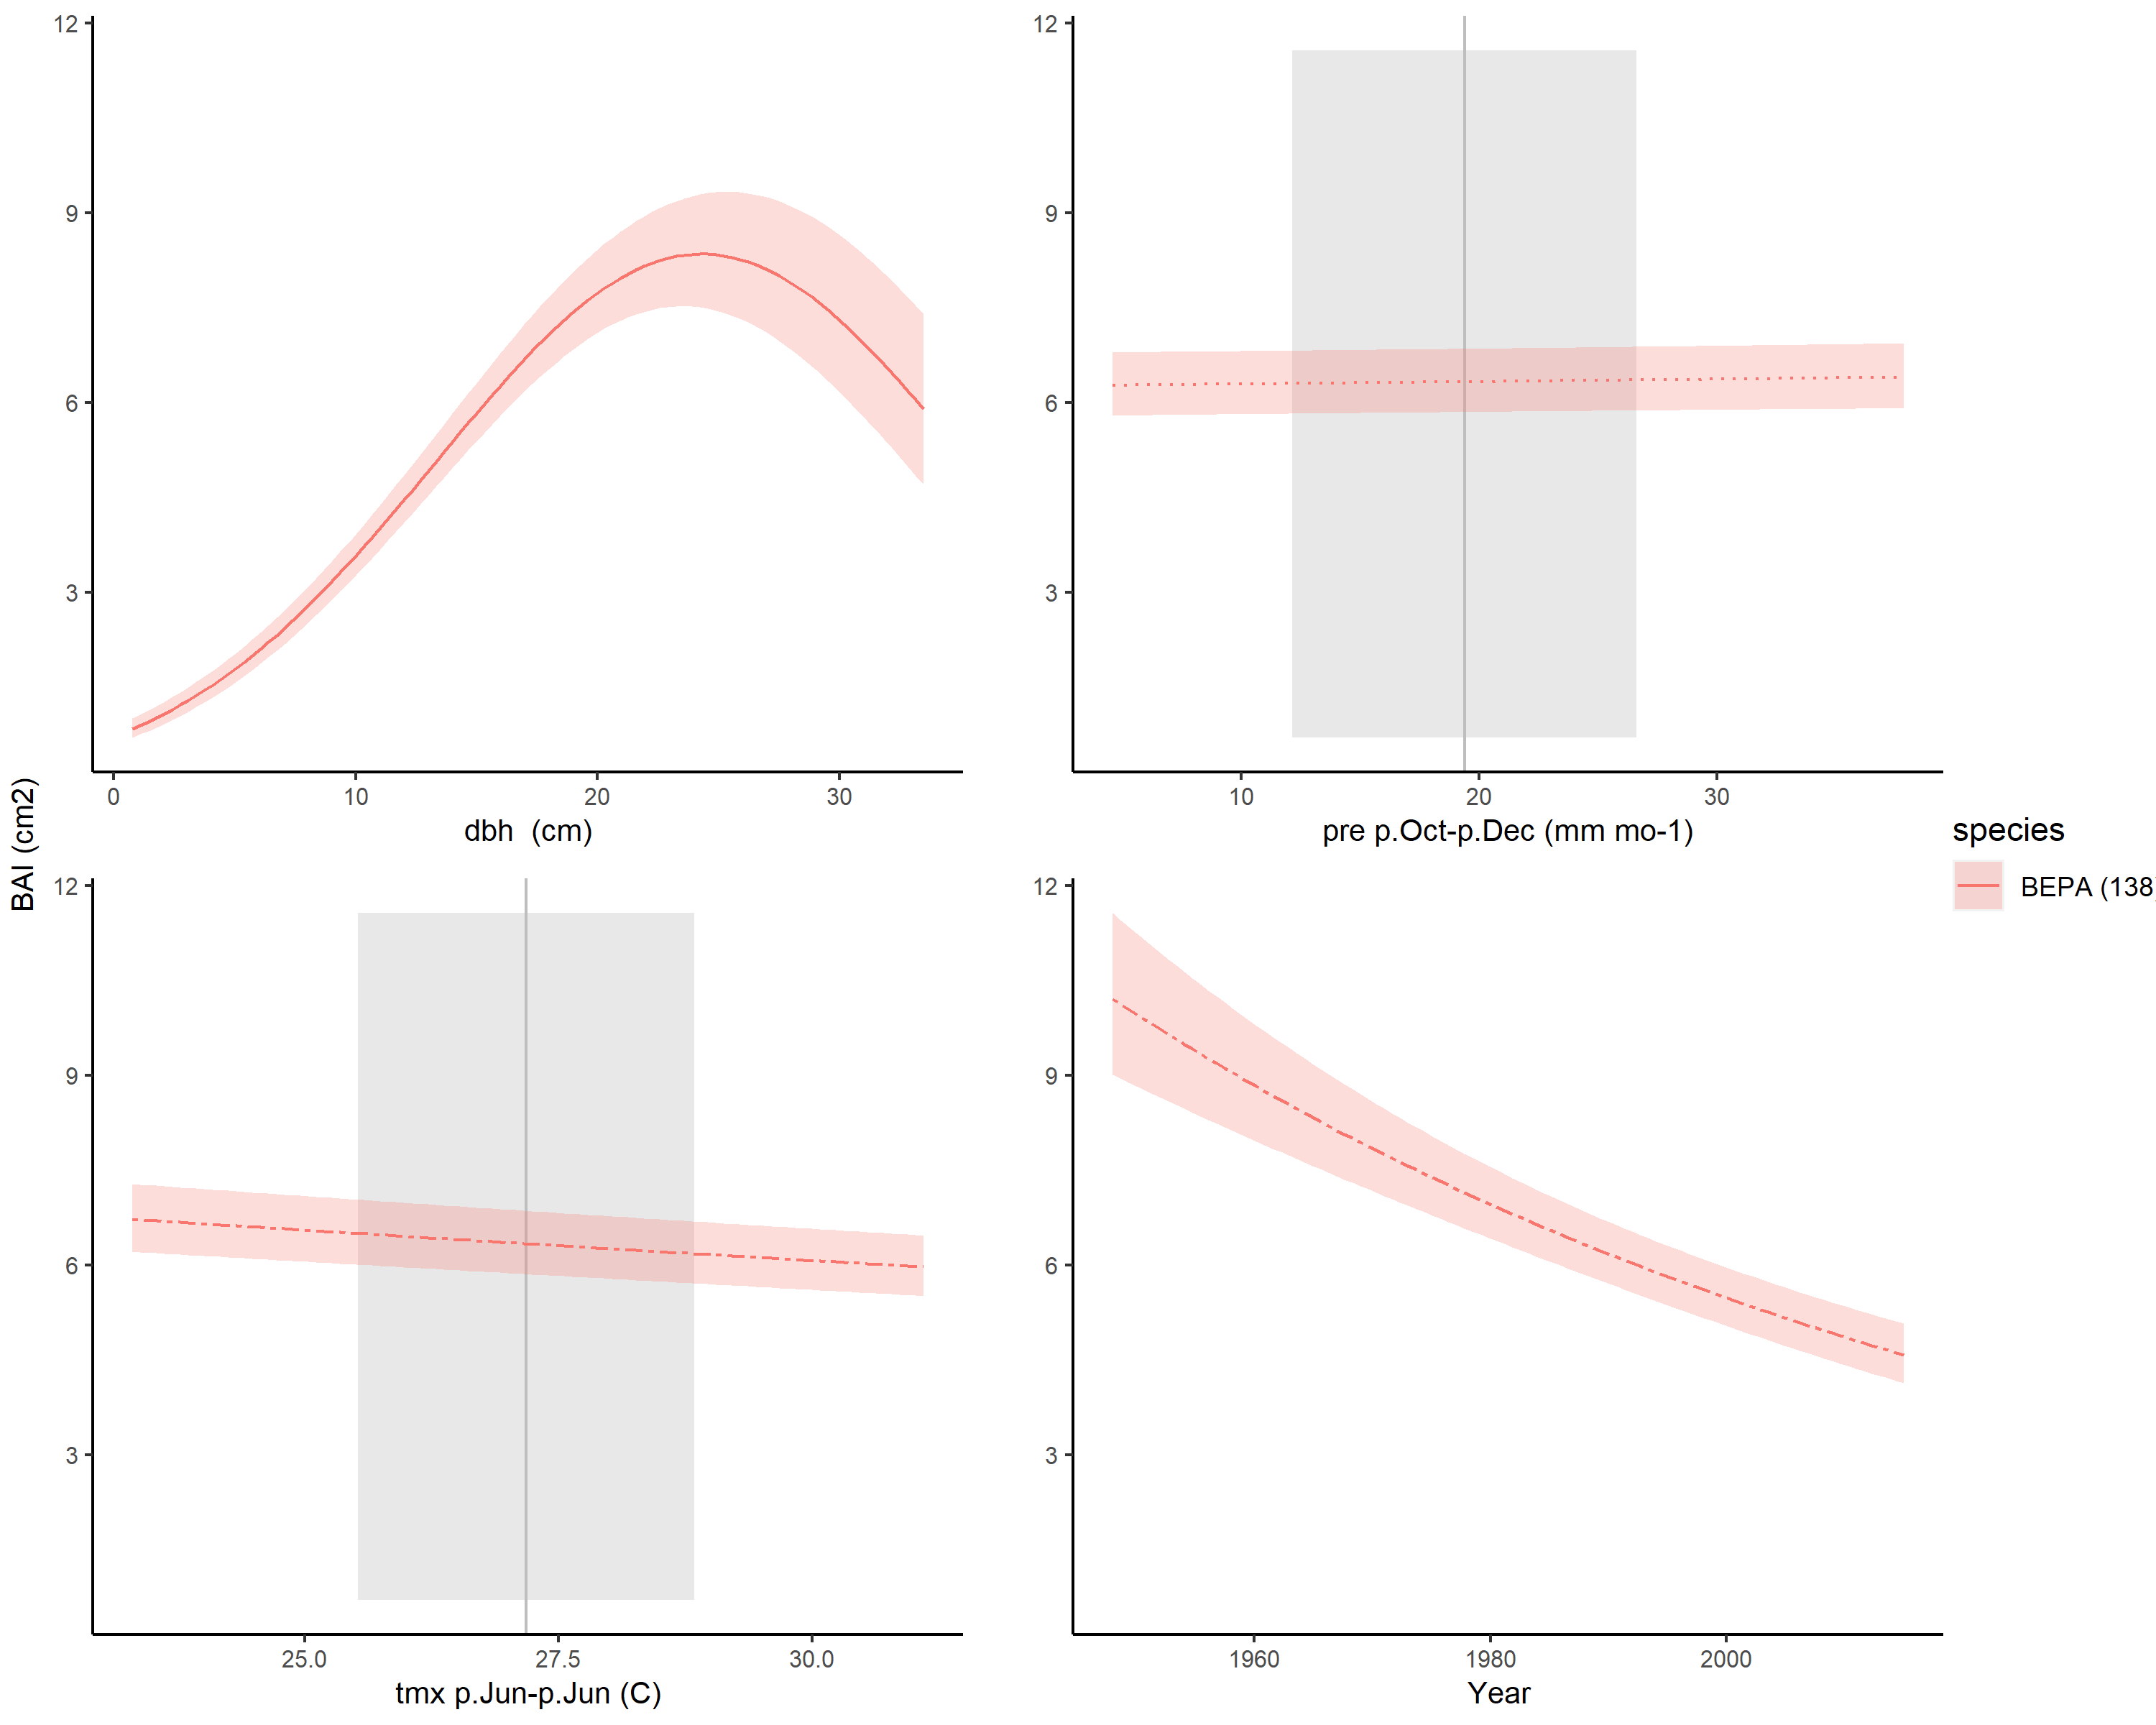 BAI (cm2)
12
9
6
3
0 10 20 30
dbh (cm)
12
9
6
3
10 20 30
pre p.Oct-p.Dec (mm mo-1)
12
9
6
3
25.0 27.5 30.0
tmx p.Jun-p.Jun (C)
12
9
6
3
1960 1980 2000
Year
species
BEPA (138)